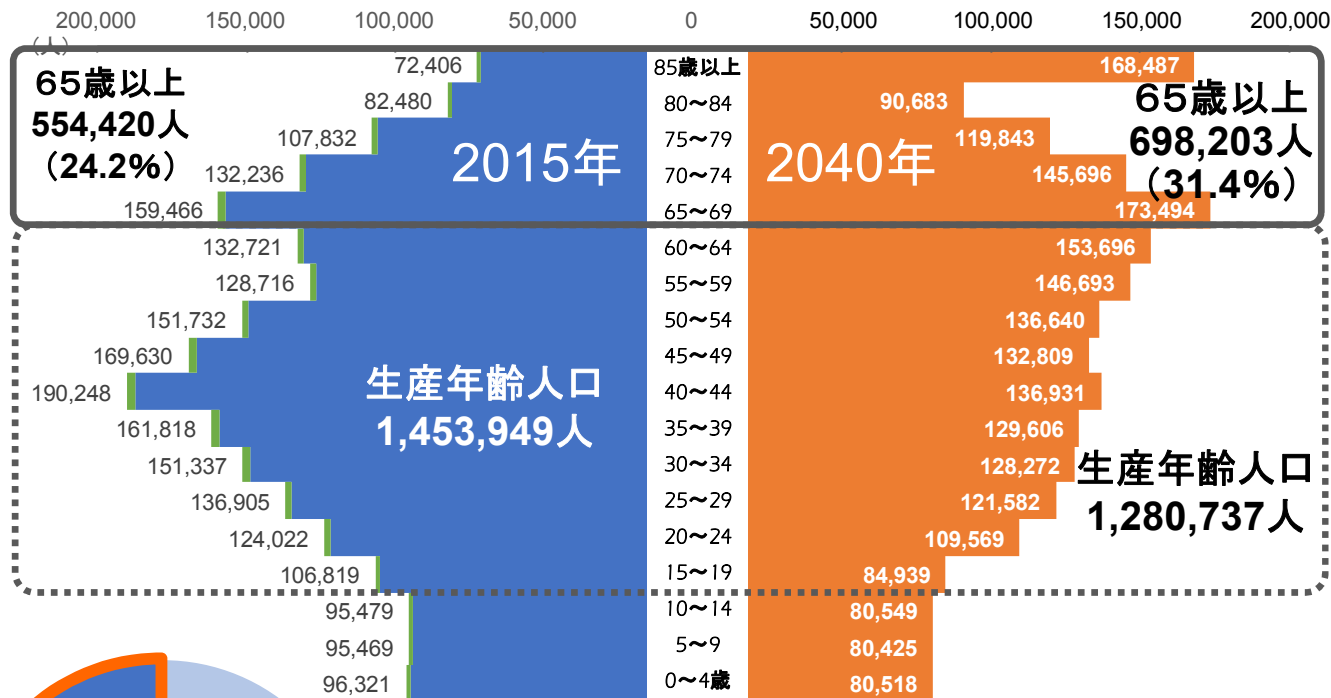 200,000 150,000 100,000 50,000 0 50,000 100,000 150,000 200,000
(人)
65歳以上
554,420人
(24.2%)
2015年
2040年
65歳以上
698,203人
(31.4%)
72,406 85歳以上 168,487
82,480 80〜84 90,683
107,832 75〜79 119,843
132,236 70〜74 145,696
159,466 65〜69 173,494
132,721 60〜64 153,696
128,716 55〜59 146,693
151,732 50〜54 136,640
169,630 45〜49 132,809
190,248 40〜44 136,931
161,818 35〜39 129,606
151,337 30〜34 128,272
136,905 25〜29 121,582
124,022 20〜24 109,569
106,819 15〜19 84,939
95,479 10〜14 80,549
95,469 5〜9 80,425
96,321 0〜4歳 80,518
生産年齢人口
1,453,949人
生産年齢人口
1,280,737人